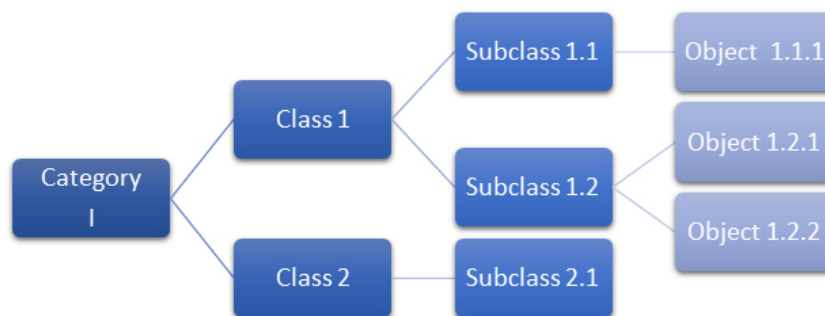 Subclass 1.1
Object 1.1.1
Class 1
Object 1.2.1
Category
I
Subclass 1.2
Object 1.2.2
Class 2
Subclass 2.1